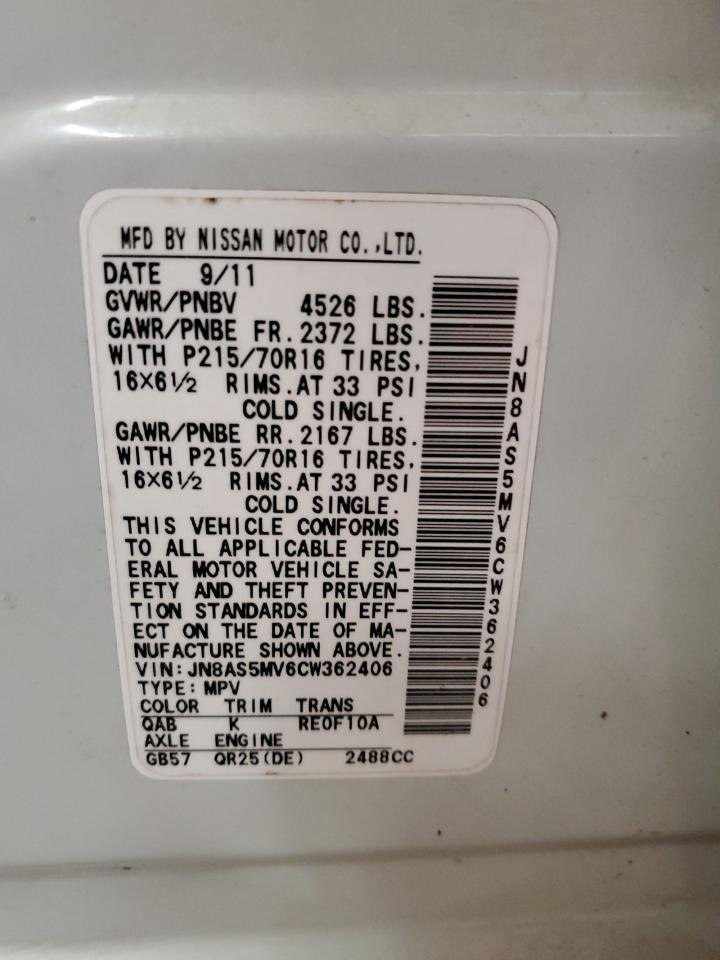 MFD BY NISSAN MOTOR CO.,LTD.
DATE 9/11
GVWR/PNBV 4526 LBS.
GAWR/PNBE FR. 2372 LBS.
WITH P215/70R16 TIRES,
16×6½ RIMS.AT 33 PSI
COLD SINGLE.
GAWR/PNBE RR. 2167 LBS.
WITH P215/70R16 TIRES,
16×6½ RIMS.AT 33 PSI
COLD SINGLE.
THIS VEHICLE CONFORMS
TO ALL APPLICABLE FED-
ERAL MOTOR VEHICLE SA-
FETY AND THEFT PREVEN-
TION STANDARDS IN EFF-
ECT ON THE DATE OF MA-
NUFACTURE SHOWN ABOVE.
VIN:JN8AS5MV6CW362406
TYPE:MPV
COLOR TRIM TRANS
QAB K RE0F10A
AXLE ENGINE
GB57 QR25(DE) 2488CC
JN8AS5MV6CW362406